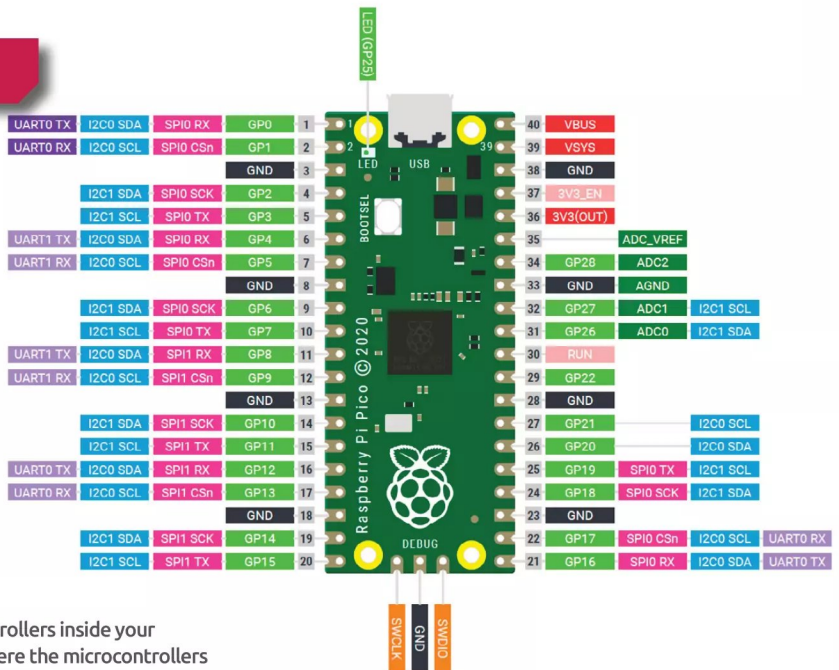 LED (GP25)
UART0 TX I2C0 SDA SPI0 RX GP0 1 1 40 VBUS
UART0 RX I2C0 SCL SPI0 CSn GP1 2 2 39 39 VSYS
LED USB
GND 3 38 GND
I2C1 SDA SPI0 SCK GP2 4 37 3V3_EN
I2C1 SCL SPI0 TX GP3 5 BOOTSEL 36 3V3(OUT)
UART1 TX I2C0 SDA SPI0 RX GP4 6 35 ADC_VREF
UART1 RX I2C0 SCL SPI0 CSn GP5 7 34 GP28 ADC2
GND 8 33 GND AGND
I2C1 SDA SPI0 SCK GP6 9 32 GP27 ADC1 I2C1 SCL
I2C1 SCL SPI0 TX GP7 10 31 GP26 ADC0 I2C1 SDA
UART1 TX I2C0 SDA SPI1 RX GP8 11 30 RUN
UART1 RX I2C0 SCL SPI1 CSn GP9 12 29 GP22
GND 13 28 GND
I2C1 SDA SPI1 SCK GP10 14 27 GP21 I2C0 SCL
I2C1 SCL SPI1 TX GP11 15 26 GP20 I2C0 SDA
UART0 TX I2C0 SDA SPI1 RX GP12 16 25 GP19 SPI0 TX I2C1 SCL
UART0 RX I2C0 SCL SPI1 CSn GP13 17 24 GP18 SPI0 SCK I2C1 SDA
GND 18 23 GND
I2C1 SDA SPI1 SCK GP14 19 22 GP17 SPI0 CSn I2C0 SCL UART0 RX
I2C1 SCL SPI1 TX GP15 20 21 GP16 SPI0 RX I2C0 SDA UART0 TX
Raspberry Pi Pico © 2020
DEBUG
SWCLK
GND
SWDIO
rollers inside your
ere the microcontrollers